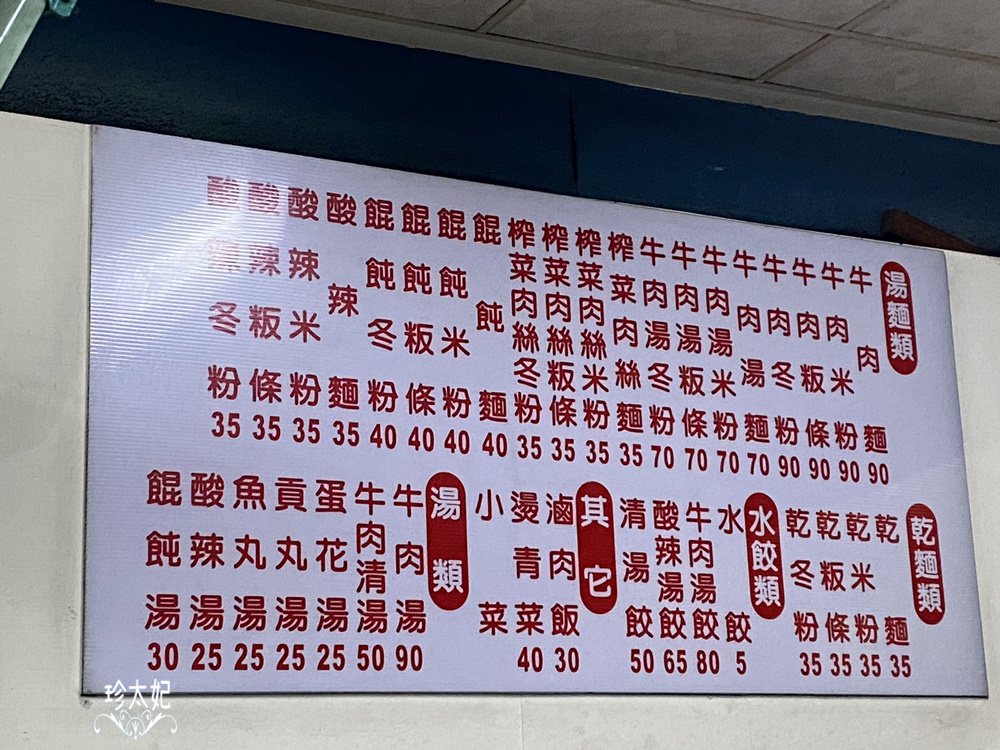 湯麵類
牛肉麵 90
牛肉米粉 90
牛肉粄條 90
牛肉冬粉 90
牛肉湯麵 70
牛肉湯米粉 70
牛肉湯粄條 70
牛肉湯冬粉 70
榨菜肉絲麵 35
榨菜肉絲米粉 35
榨菜肉絲粄條 35
榨菜肉絲冬粉 35
餛飩麵 40
餛飩米粉 40
餛飩粄條 40
餛飩冬粉 40
酸辣麵 35
酸辣米粉 35
酸辣粄條 35
酸辣冬粉 35
乾麵類
乾麵 35
乾米粉 35
乾粄條 35
乾冬粉 35
水餃類
水餃 5
牛肉湯餃 80
酸辣湯餃 65
清湯餃 50
其它
滷肉飯 30
燙青菜 40
小菜
湯類
牛肉湯 90
牛肉清湯 50
蛋花湯 25
貢丸湯 25
魚丸湯 25
酸辣湯 25
餛飩湯 30
珍太妃